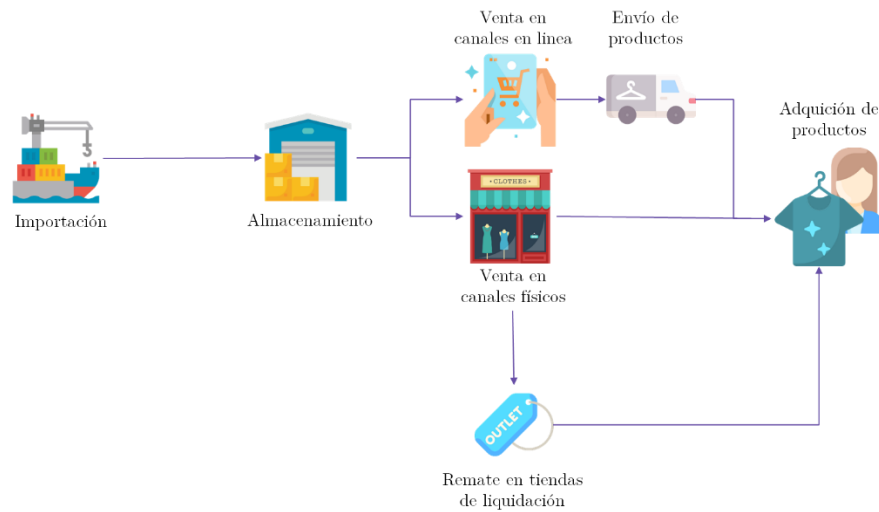 Venta en
canales en linea
Envío de
productos
Adquición de
productos
Importación
Almacenamiento
•CLOTHES•
Venta en
canales físicos
OUTLET
Remate en tiendas
de liquidación